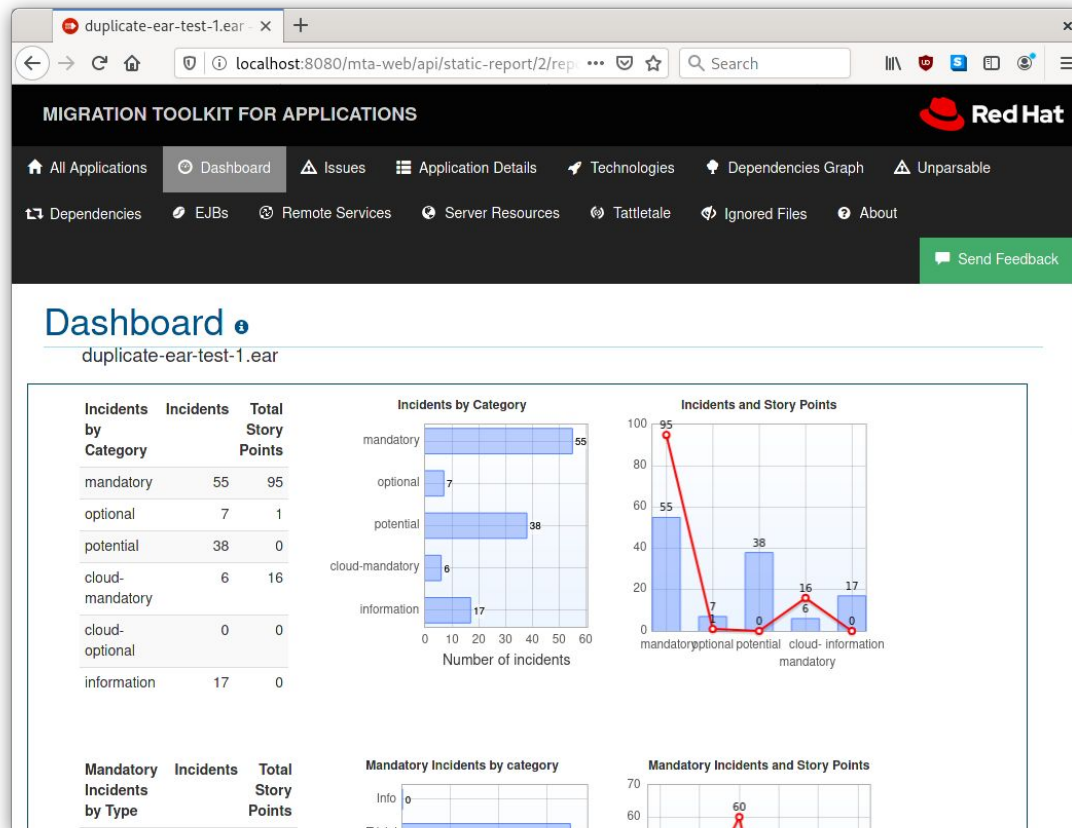 duplicate-ear-test-1.ear
localhost:8080/mta-web/api/static-report/2/rep
Search
MIGRATION TOOLKIT FOR APPLICATIONS
Red Hat
All Applications Dashboard Issues Application Details Technologies Dependencies Graph Unparsable
Dependencies EJBs Remote Services Server Resources Tattletale Ignored Files About
Send Feedback
Dashboard
duplicate-ear-test-1.ear
Incidents by Category Incidents Total Story Points
mandatory 55 95
optional 7 1
potential 38 0
cloud-mandatory 6 16
cloud-optional 0 0
information 17 0
Incidents by Category
mandatory 55
optional 7
potential 38
cloud-mandatory 6
information 17
0 10 20 30 40 50 60
Number of incidents
Incidents and Story Points
100
80
60
40
20
0
95
55
7
1
38
0
16
6
17
0
mandatory optional potential cloud-mandatory information
Mandatory Incidents by Type Incidents Total Story Points
Mandatory Incidents by category
Info 0
Mandatory Incidents and Story Points
70
60
60